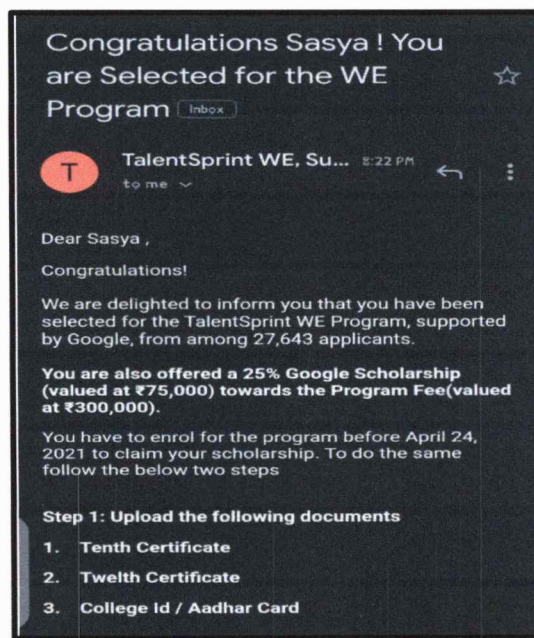 Congratulations Sasya ! You
are Selected for the WE
Program Inbox
T
TalentSprint WE, Su... 8:22 PM
to me
Dear Sasya ,
Congratulations!
We are delighted to inform you that you have been
selected for the TalentSprint WE Program, supported
by Google, from among 27,643 applicants.
You are also offered a 25% Google Scholarship
(valued at ₹75,000) towards the Program Fee(valued
at ₹300,000).
You have to enrol for the program before April 24,
2021 to claim your scholarship. To do the same
follow the below two steps
Step 1: Upload the following documents
1. Tenth Certificate
2. Twelth Certificate
3. College Id / Aadhar Card